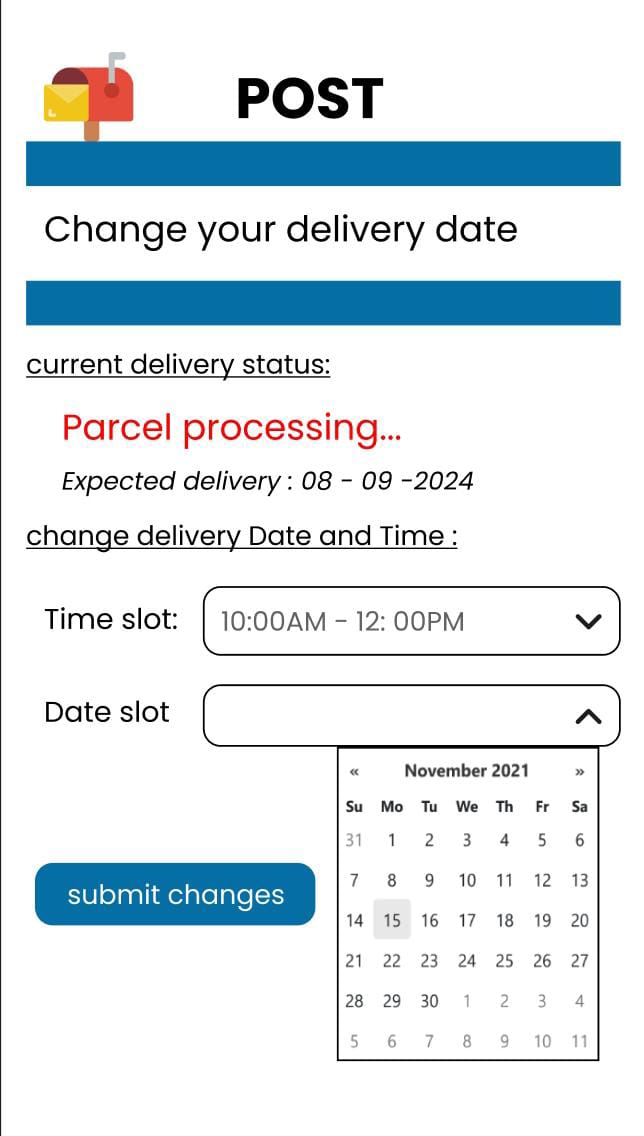 POST
Change your delivery date
current delivery status:
Parcel processing...
Expected delivery : 08 - 09 -2024
change delivery Date and Time :
Time slot: 10:00AM - 12: 00PM
Date slot
« November 2021 »
Su Mo Tu We Th Fr Sa
31 1 2 3 4 5 6
7 8 9 10 11 12 13
14 15 16 17 18 19 20
21 22 23 24 25 26 27
28 29 30 1 2 3 4
5 6 7 8 9 10 11
submit changes